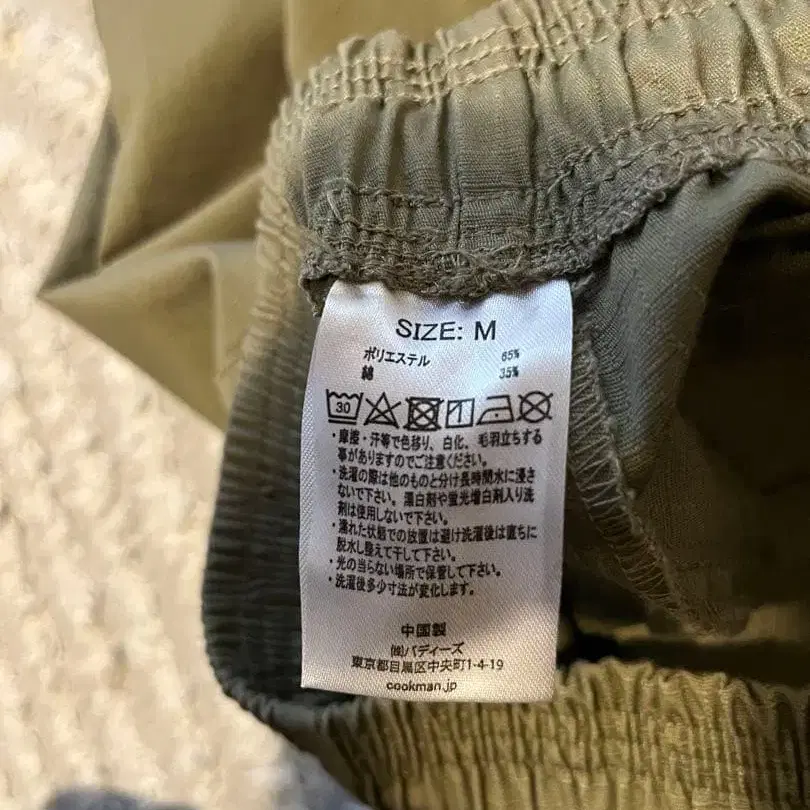 SIZE: M
ポリエステル 65%
綿 35%
30
・摩擦・汗等で色移り、白化、毛羽立ちする
事がありますのでご注意ください。
・洗濯の際は他のものと分け長時間水に浸さ
ないで下さい。漂白剤や蛍光増白剤入り洗
剤は使用しないで下さい。
・濡れた状態での放置は避け洗濯後は直ちに
脱水し整えて干して下さい。
・光の当らない場所で保管して下さい。
・洗濯後多少寸法が変化します。
中国製
㈱バディーズ
東京都目黒区中央町1-4-19
cookman.jp